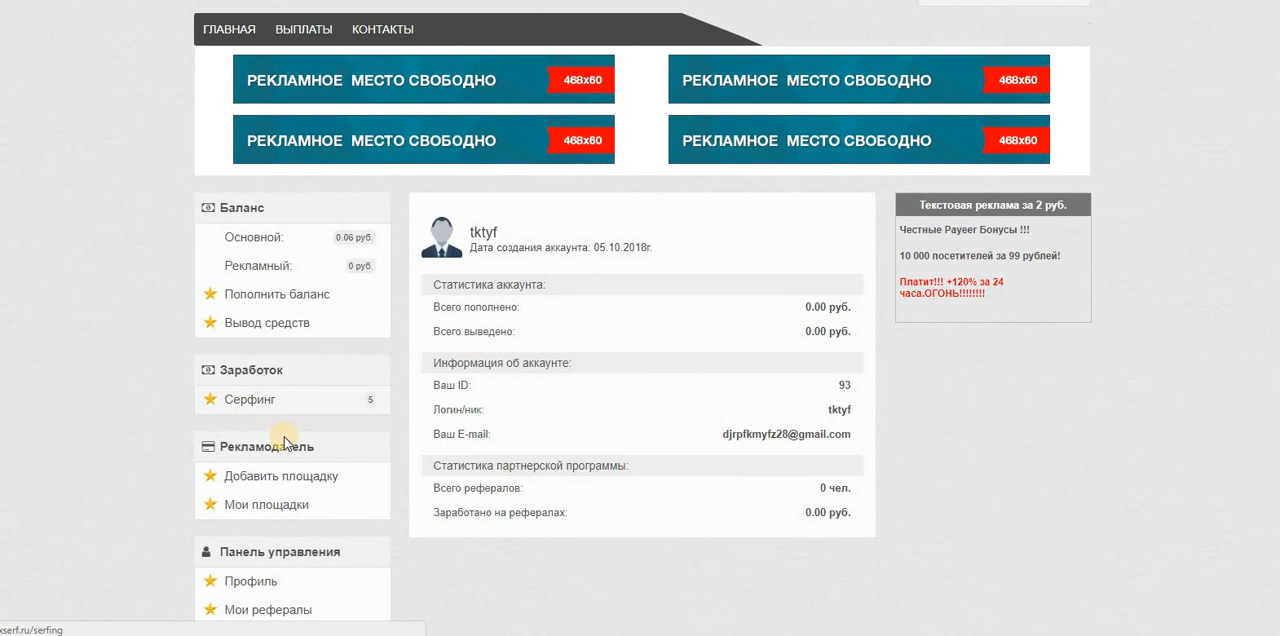 ГЛАВНАЯ ВЫПЛАТЫ КОНТАКТЫ
РЕКЛАМНОЕ МЕСТО СВОБОДНО 468x60
РЕКЛАМНОЕ МЕСТО СВОБОДНО 468x60
РЕКЛАМНОЕ МЕСТО СВОБОДНО 468x60
РЕКЛАМНОЕ МЕСТО СВОБОДНО 468x60
Баланс
Основной: 0.06 руб.
Рекламный: 0 руб.
Пополнить баланс
Вывод средств
Заработок
Серфинг 5
Рекламодатель
Добавить площадку
Мои площадки
Панель управления
Профиль
Мои рефералы
tktyf
Дата создания аккаунта: 05.10.2018г.
Статистика аккаунта:
Всего пополнено: 0.00 руб.
Всего выведено: 0.00 руб.
Информация об аккаунте:
Ваш ID: 93
Логин/ник: tktyf
Ваш E-mail: djrpfkmyfz28@gmail.com
Статистика партнерской программы:
Всего рефералов: 0 чел.
Заработано на рефералах: 0.00 руб.
Текстовая реклама за 2 руб.
Честные Payeer Бонусы !!!
10 000 посетителей за 99 рублей!
Платит!!! +120% за 24
часа.ОГОНЬ!!!!!!!!
xserf.ru/serfing